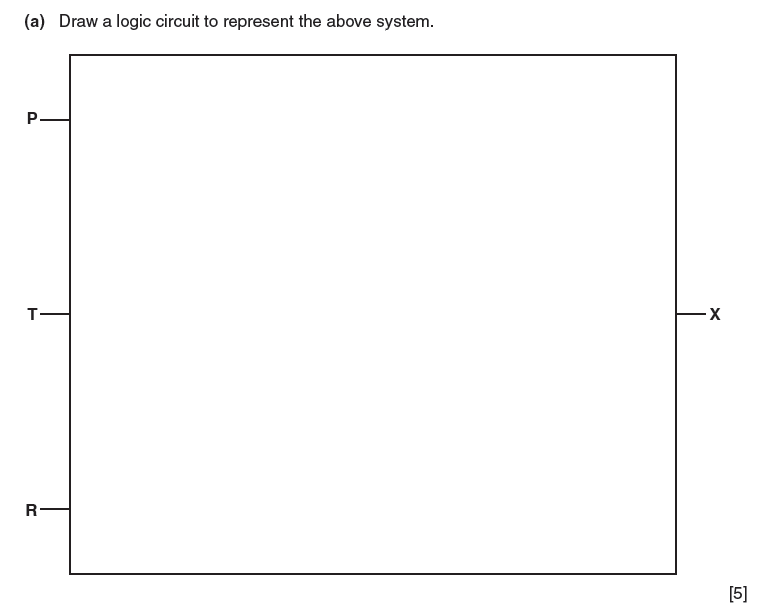 (a) Draw a logic circuit to represent the above system.
P
T
X
R
[5]